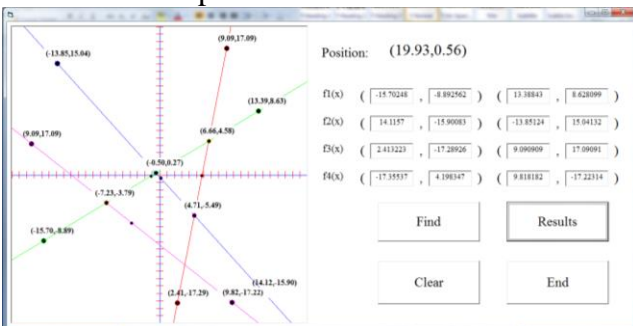 (9.09,17.09)
(-13.85,15.04)
Position: (19.93,0.56)
f1(x) ( -15.70248 , -8.892562 ) ( 13.38843 , 8.628099 )
(13.39,8.63)
f2(x) ( 14.1157 , -15.90083 ) ( -13.85124 , 15.04132 )
(9.09,17.09)
(6.66,4.58)
f3(x) ( 2.413223 , -17.28926 ) ( 9.090909 , 17.09091 )
(-0.50,0.27)
f4(x) ( -17.35537 , 4.198347 ) ( 9.818182 , -17.22314 )
(-7.23,-3.79)
(4.71,-5.49)
Find Results
(-15.70,-8.89)
(14.12,-15.90)
Clear End
(2.41,-17.29) (9.82,-17.22)